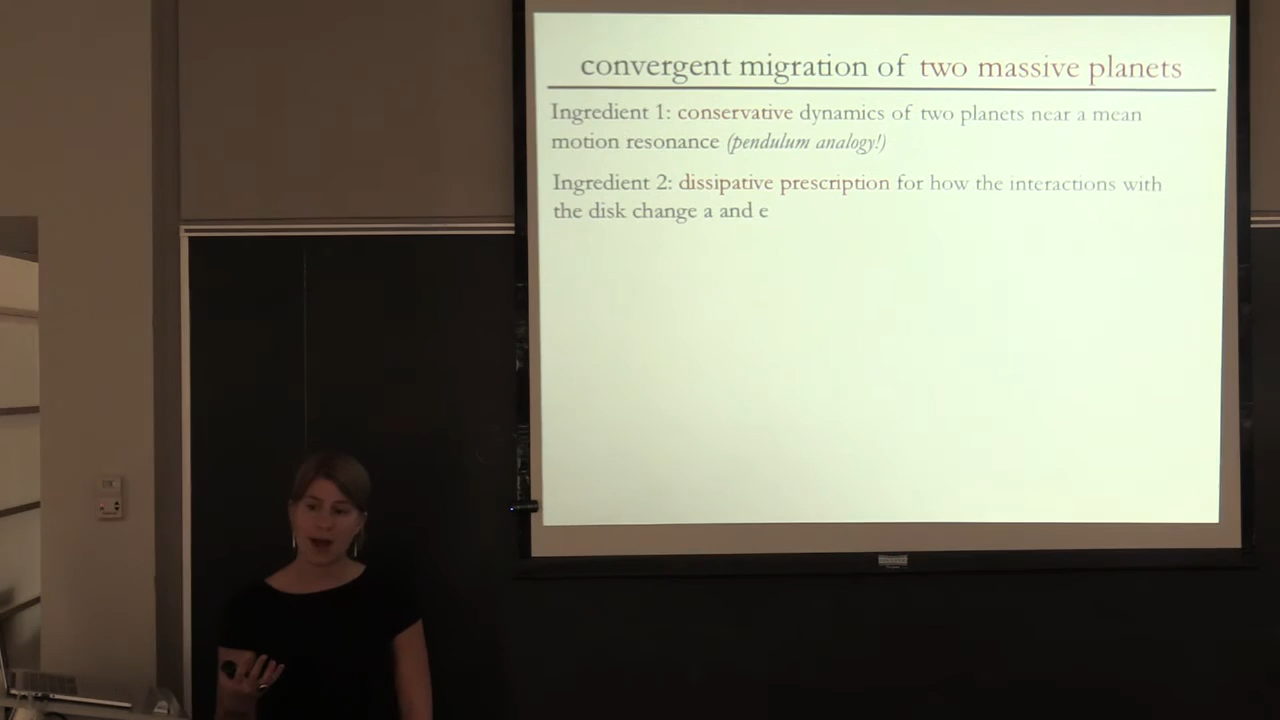 convergent migration of two massive planets
Ingredient 1: conservative dynamics of two planets near a mean
motion resonance (pendulum analogy!)
Ingredient 2: dissipative prescription for how the interactions with
the disk change a and e